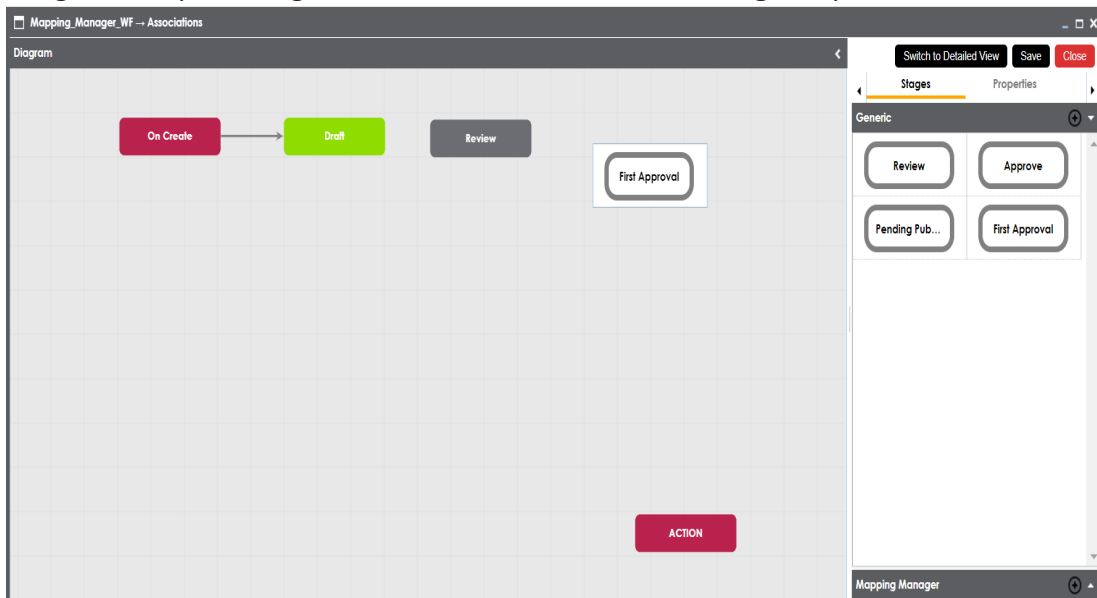 Mapping_Manager_WF → Associations
Diagram
Switch to Detailed View Save Close
Stages Properties
Generic
On Create Draft Review
First Approval
Review Approve
Pending Pub... First Approval
ACTION
Mapping Manager